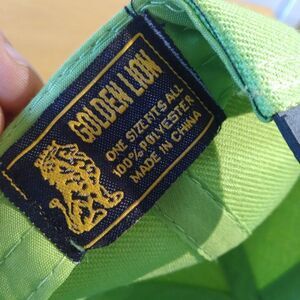 GOLDEN LION
ONE SIZE FITS ALL
100% POLYESTER
MADE IN CHINA